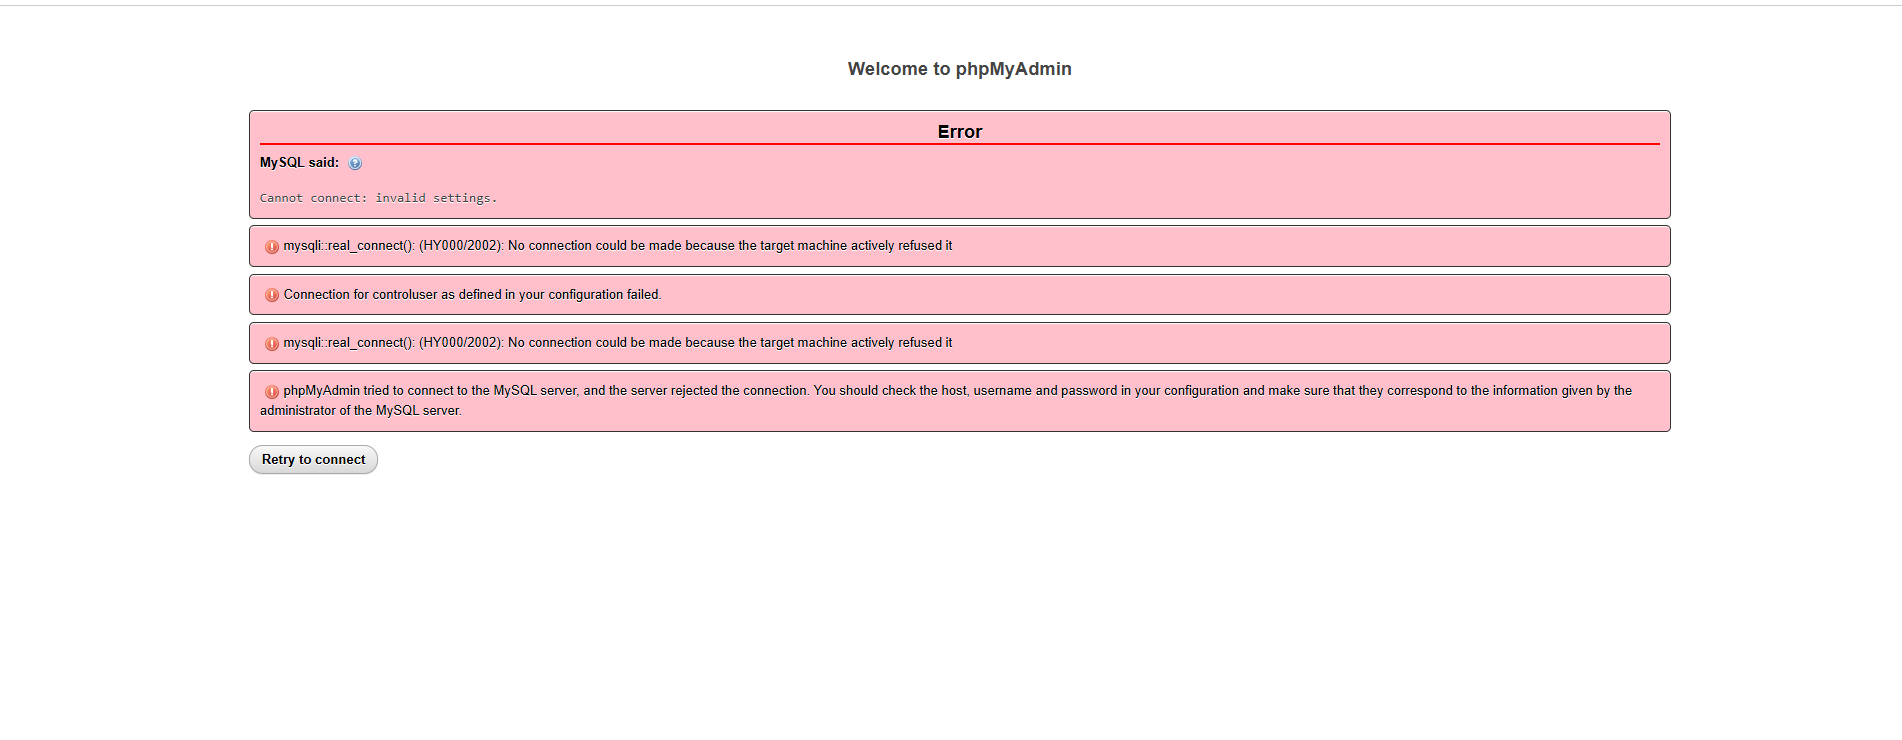 Welcome to phpMyAdmin
Error
MySQL said:
Cannot connect: invalid settings.
mysqli::real_connect(): (HY000/2002): No connection could be made because the target machine actively refused it
Connection for controluser as defined in your configuration failed.
mysqli::real_connect(): (HY000/2002): No connection could be made because the target machine actively refused it
phpMyAdmin tried to connect to the MySQL server, and the server rejected the connection. You should check the host, username and password in your configuration and make sure that they correspond to the information given by the
administrator of the MySQL server.
Retry to connect